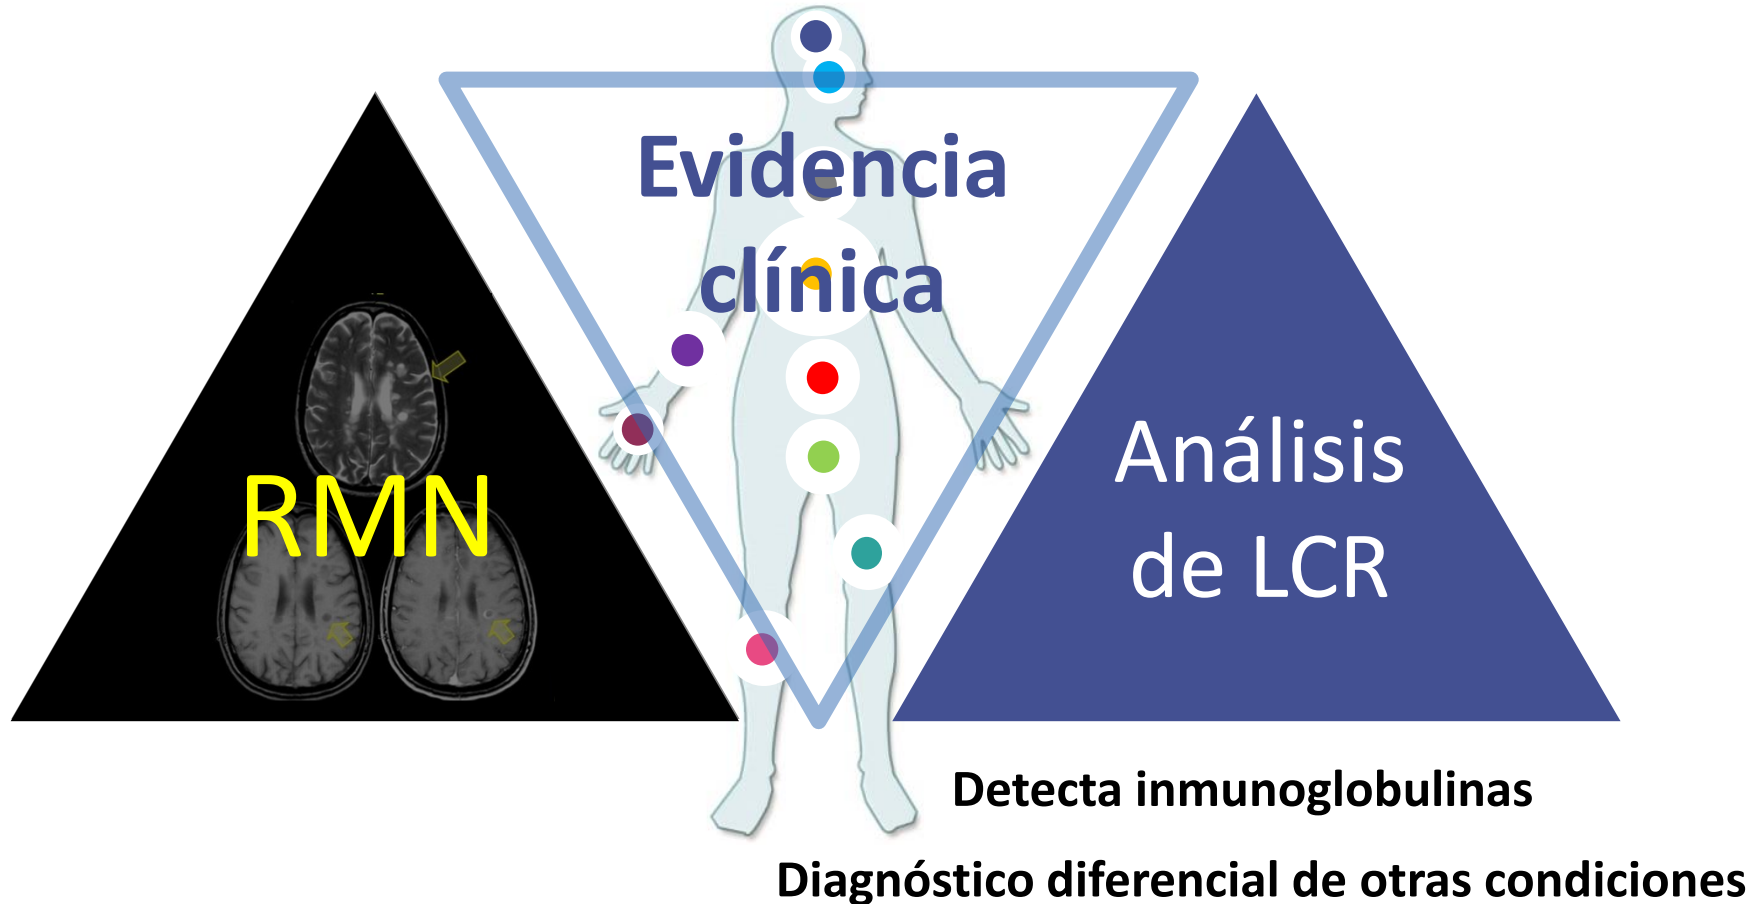 Evidencia
clínica
RMN
Análisis
de LCR
Detecta inmunoglobulinas
Diagnóstico diferencial de otras condiciones